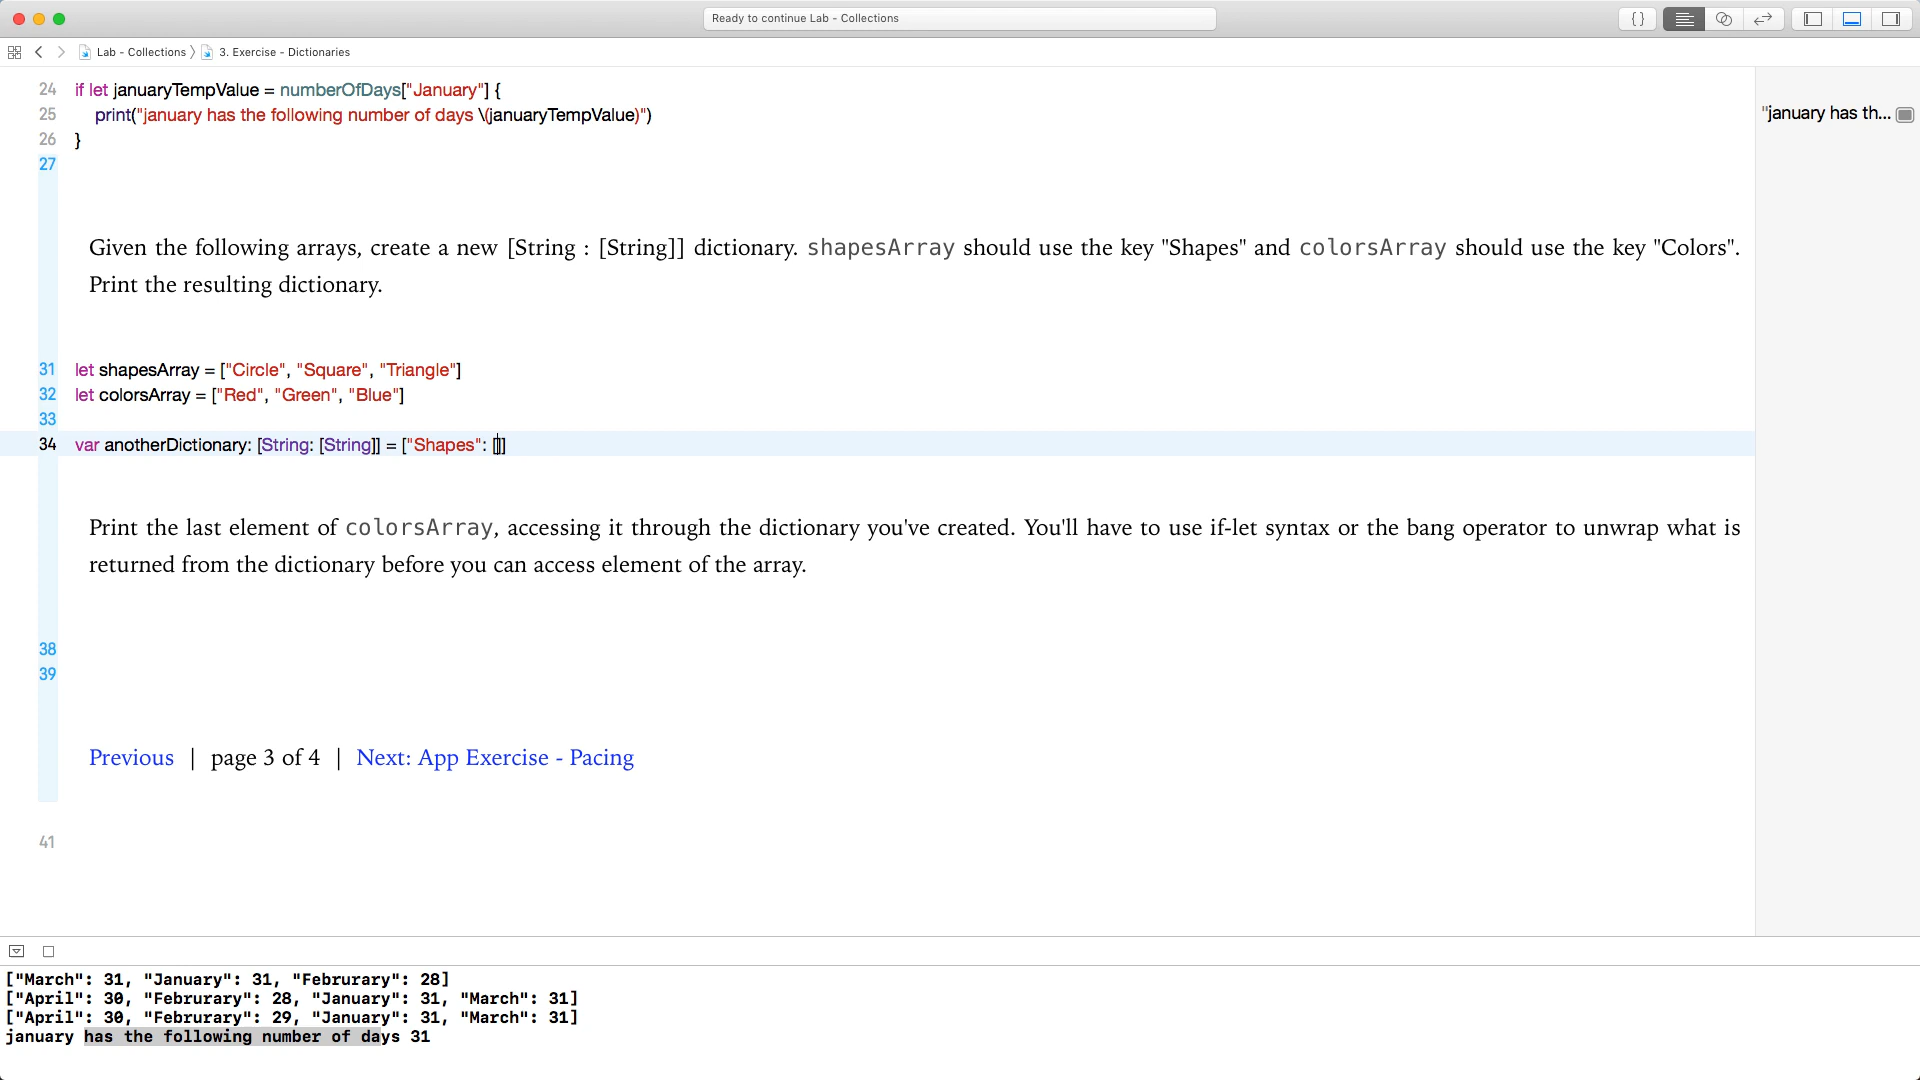 Ready to continue Lab - Collections
{ }
Lab - Collections 〉 3. Exercise - Dictionaries
24 if let januaryTempValue = numberOfDays["January"] {
25 print("january has the following number of days \(januaryTempValue)")
"january has th...
26 }
27
Given the following arrays, create a new [String : [String]] dictionary. shapesArray should use the key "Shapes" and colorsArray should use the key "Colors".
Print the resulting dictionary.
31 let shapesArray = ["Circle", "Square", "Triangle"]
32 let colorsArray = ["Red", "Green", "Blue"]
33
34 var anotherDictionary: [String: [String]] = ["Shapes": []]
Print the last element of colorsArray, accessing it through the dictionary you've created. You'll have to use if-let syntax or the bang operator to unwrap what is
returned from the dictionary before you can access element of the array.
38
39
Previous | page 3 of 4 | Next: App Exercise - Pacing
41
["March": 31, "January": 31, "Februrary": 28]
["April": 30, "Februrary": 28, "January": 31, "March": 31]
["April": 30, "Februrary": 29, "January": 31, "March": 31]
january has the following number of days 31